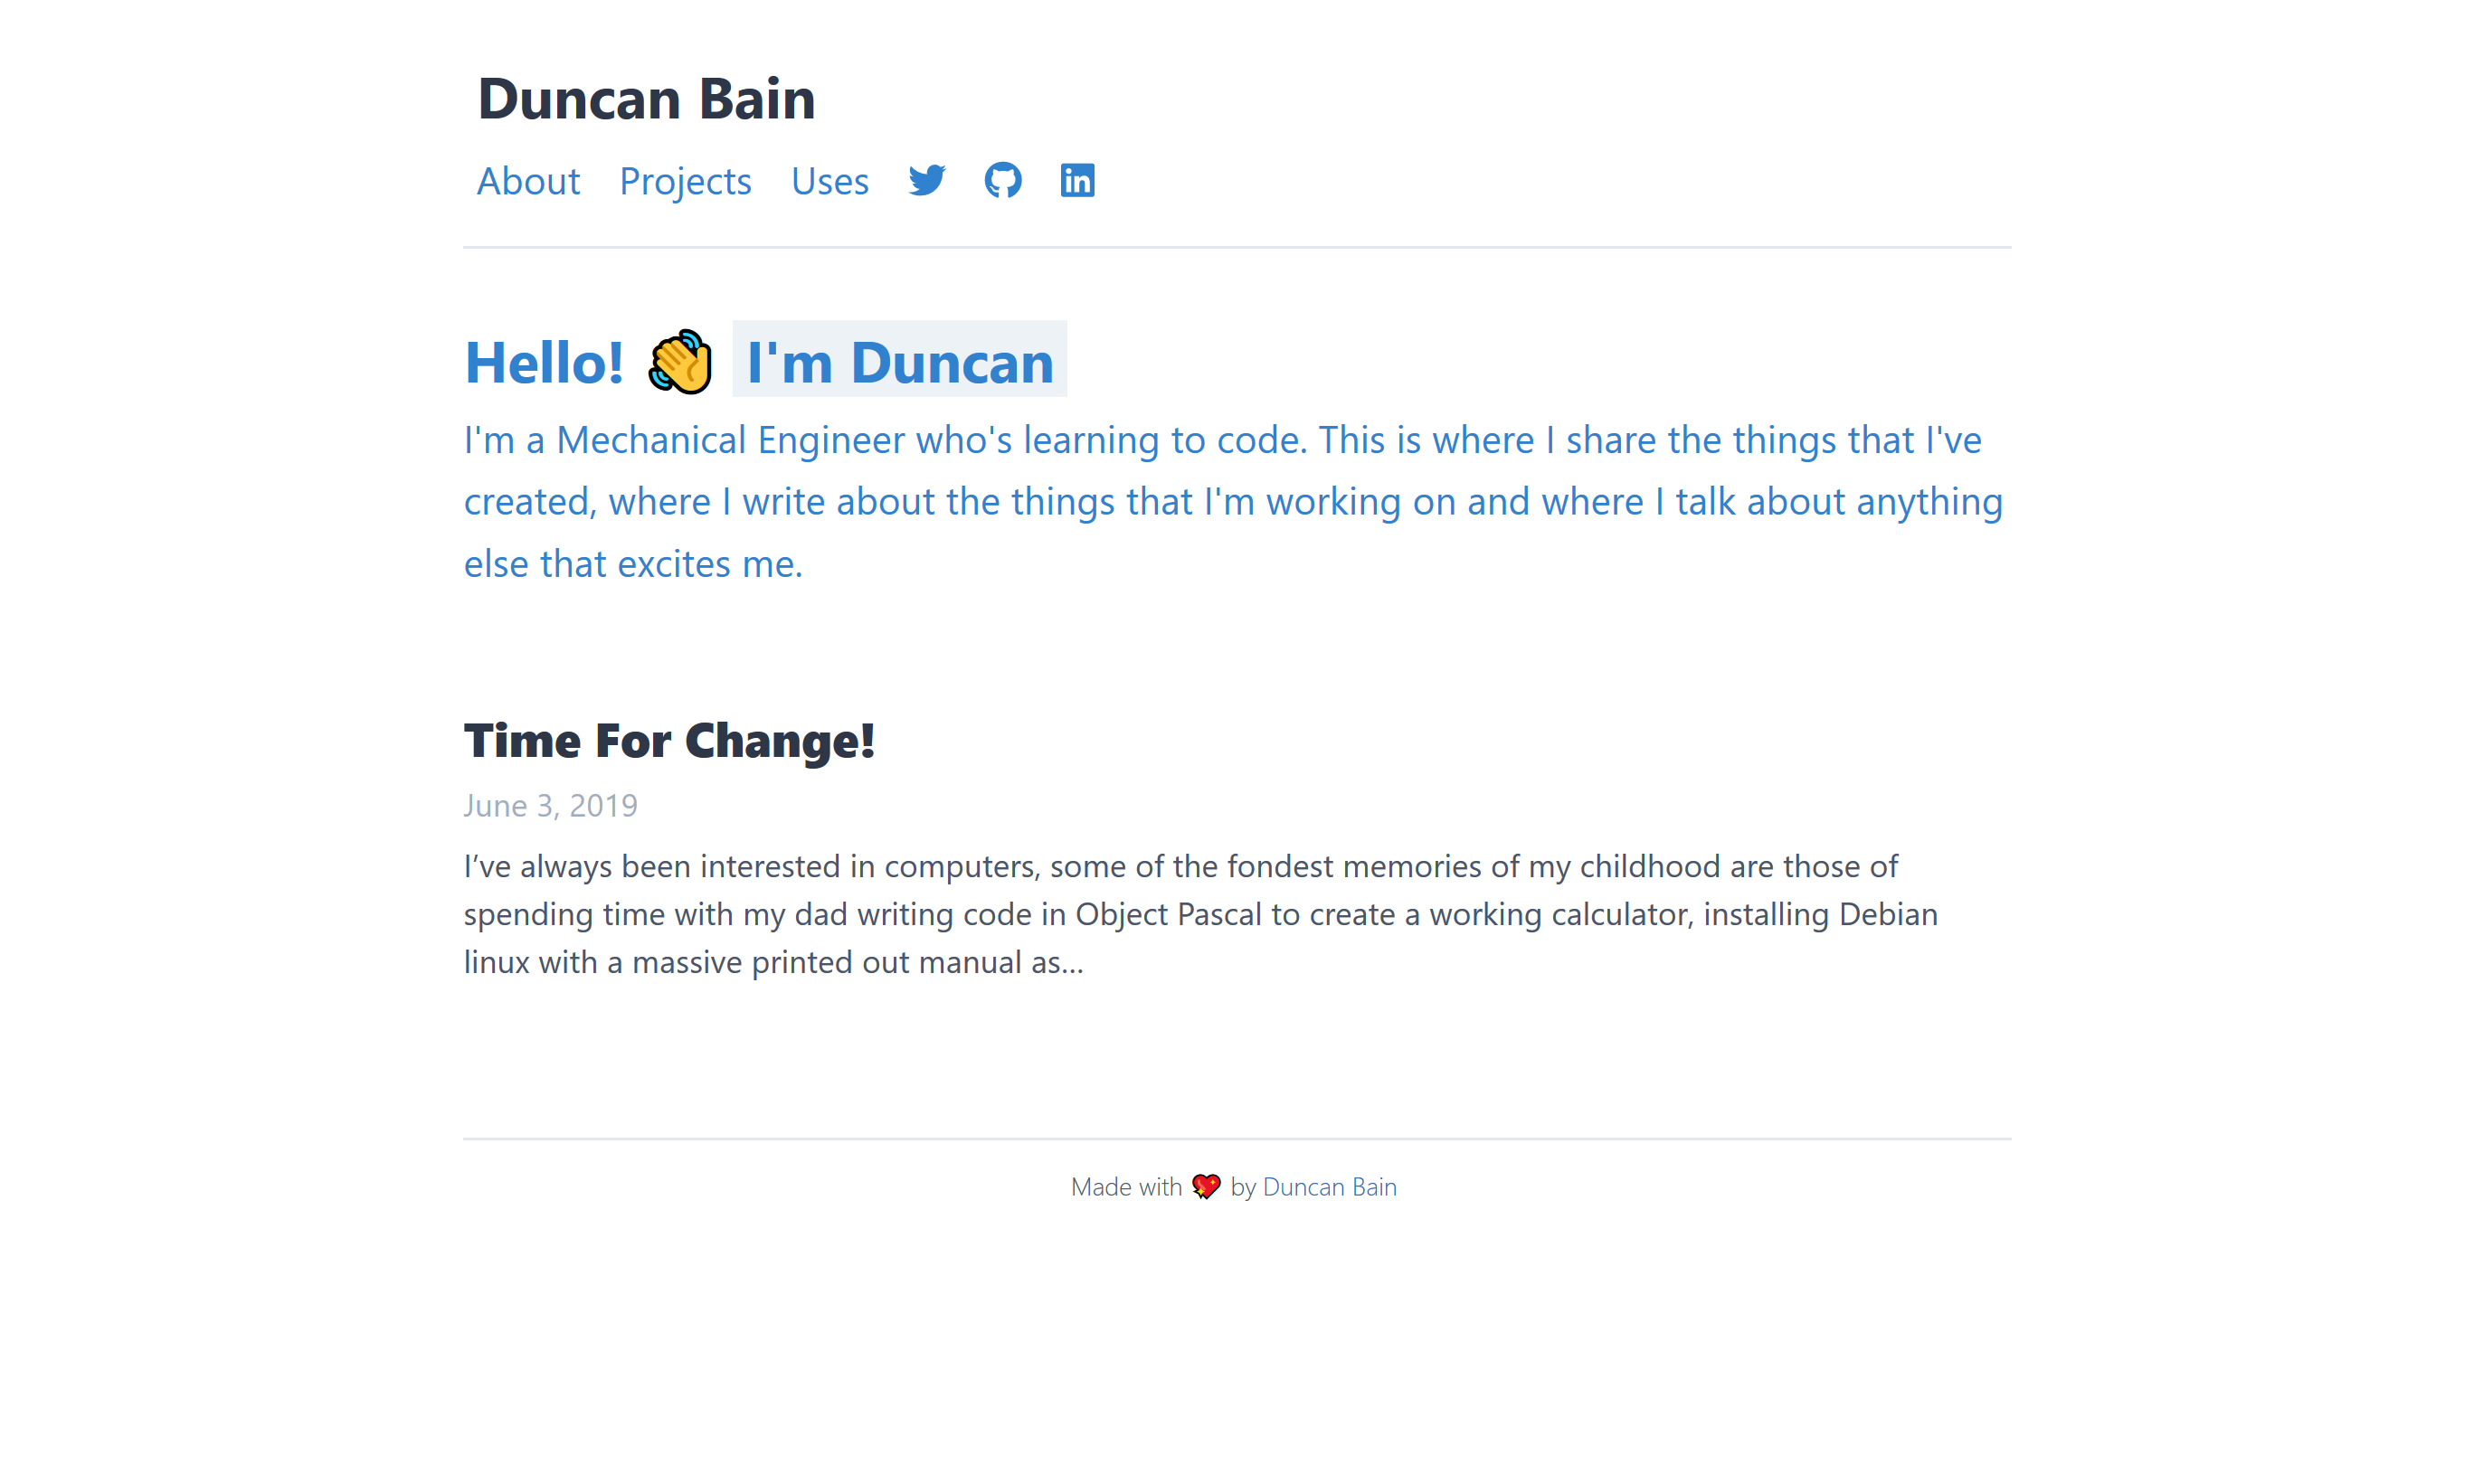 Duncan Bain
About Projects Uses
Hello! 👋 I'm Duncan
I'm a Mechanical Engineer who's learning to code. This is where I share the things that I've
created, where I write about the things that I'm working on and where I talk about anything
else that excites me.
Time For Change!
June 3, 2019
I’ve always been interested in computers, some of the fondest memories of my childhood are those of
spending time with my dad writing code in Object Pascal to create a working calculator, installing Debian
linux with a massive printed out manual as…
Made with 💖 by Duncan Bain